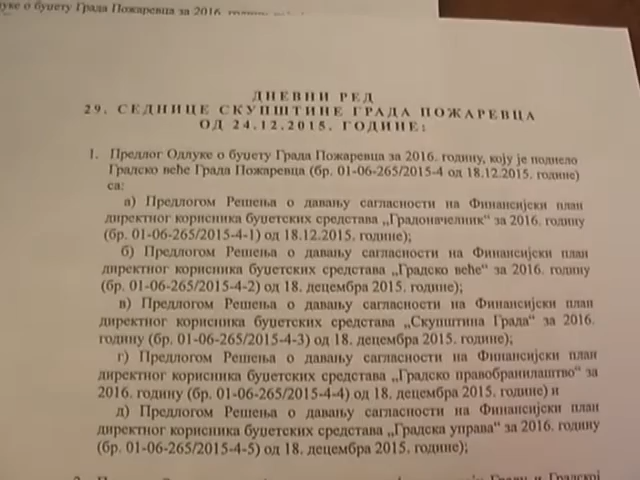 луке о буџету Града Пожаревца за 2016.
ДНЕВНИ РЕД
29. СЕДНИЦЕ СКУПШТИНЕ ГРАДА ПОЖАРЕВЦА
ОД 24.12.2015. ГОДИНЕ:
1. Предлог Одлуке о буџету Града Пожаревца за 2016. годину, коју је поднело
Градско веће Града Пожаревца (бр. 01-06-265/2015-4 од 18.12.2015. године)
са:
а) Предлогом Решења о давању сагласности на Финансијски план
директног корисника буџетских средстава „Градоначелник“ за 2016. годину
(бр. 01-06-265/2015-4-1) од 18.12.2015. године);
б) Предлогом Решења о давању сагласности на Финансијски план
директног корисника буџетских средстава „Градско веће“ за 2016. годину
(бр. 01-06-265/2015-4-2) од 18. децембра 2015. године);
в) Предлогом Решења о давању сагласности на Финансијски план
директног корисника буџетских средстава „Скупштина Града“ за 2016.
годину (бр. 01-06-265/2015-4-3) од 18. децембра 2015. године);
г) Предлогом Решења о давању сагласности на Финансијски план
директног корисника буџетских средстава „Градско правобранилаштво“ за
2016. годину (бр. 01-06-265/2015-4-4) од 18. децембра 2015. године) и
д) Предлогом Решења о давању сагласности на Финансијски план
директног корисника буџетских средстава „Градска управа“ за 2016. годину
(бр. 01-06-265/2015-4-5) од 18. децембра 2015. године);